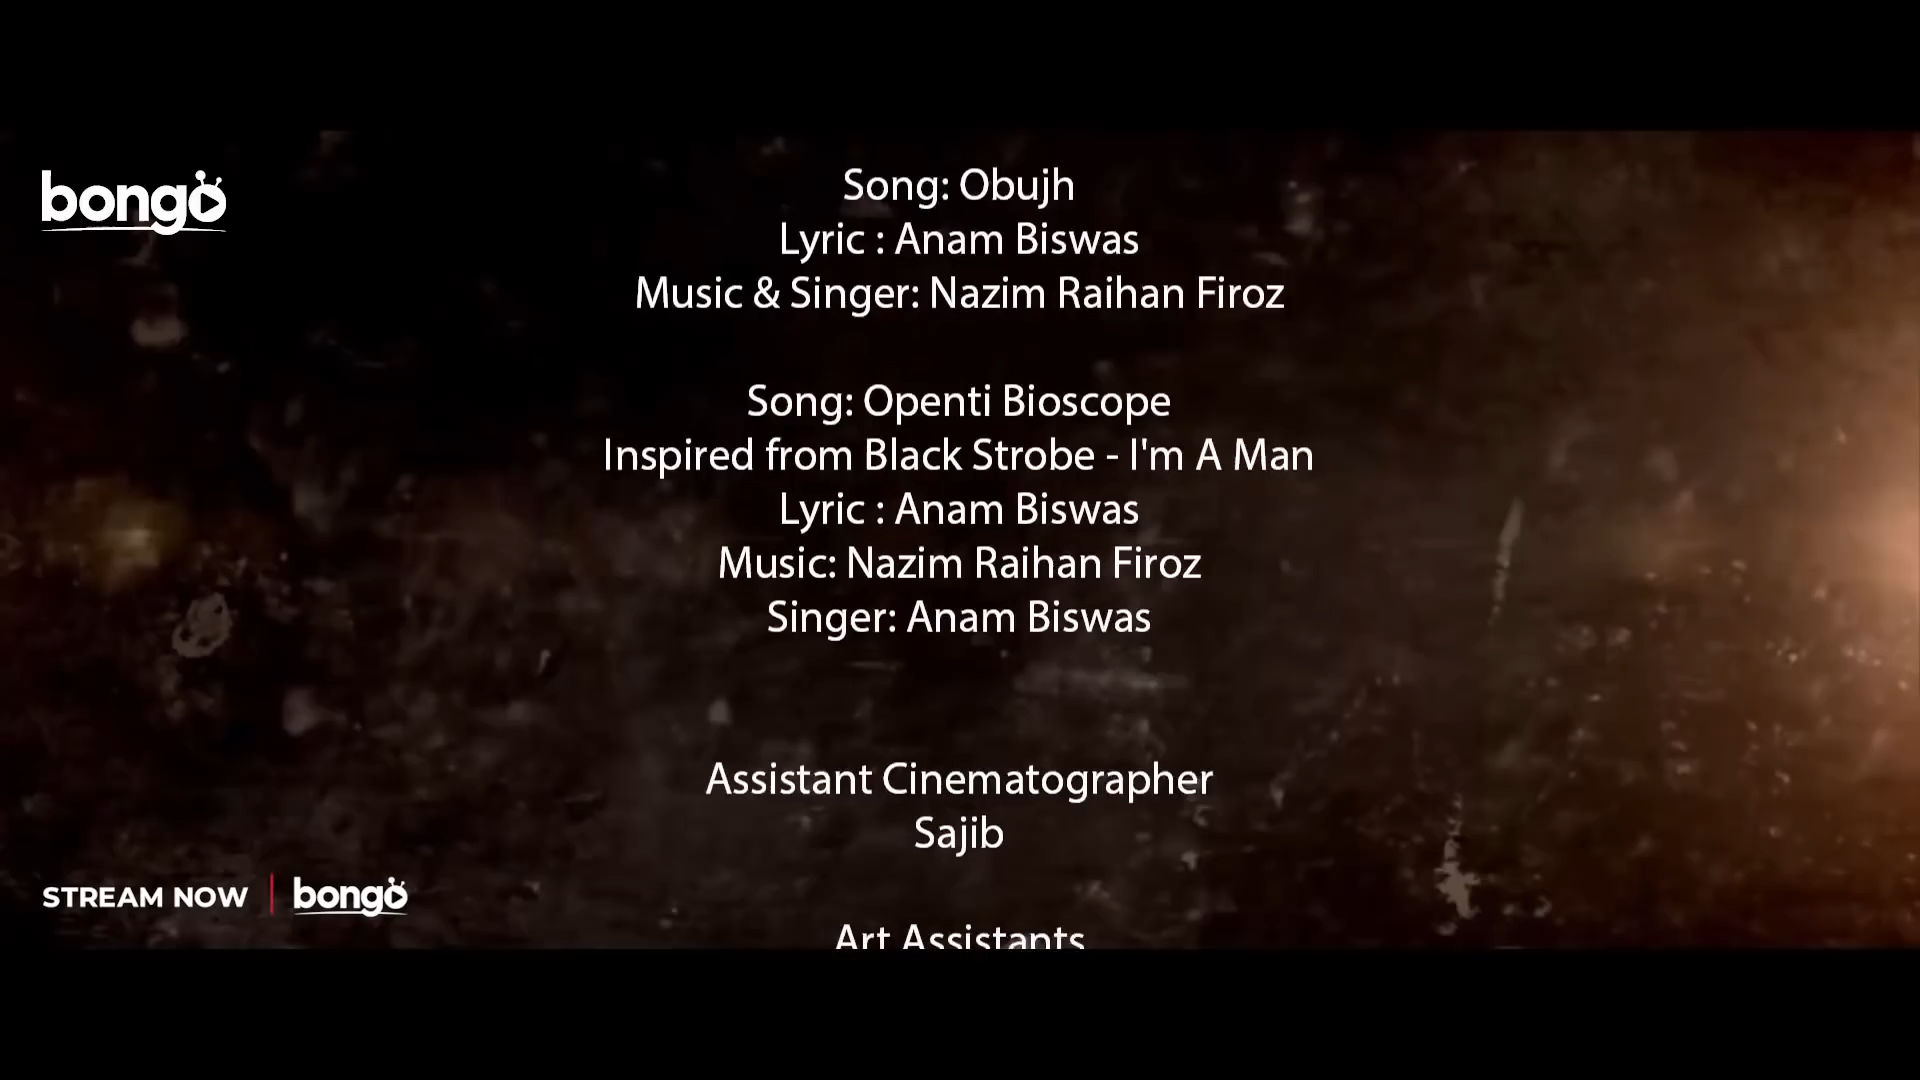 bongo
Song: Obujh
Lyric : Anam Biswas
Music & Singer: Nazim Raihan Firoz
Song: Openti Bioscope
Inspired from Black Strobe - I'm A Man
Lyric : Anam Biswas
Music: Nazim Raihan Firoz
Singer: Anam Biswas
Assistant Cinematographer
Sajib
STREAM NOW | bongo
Art Assistants